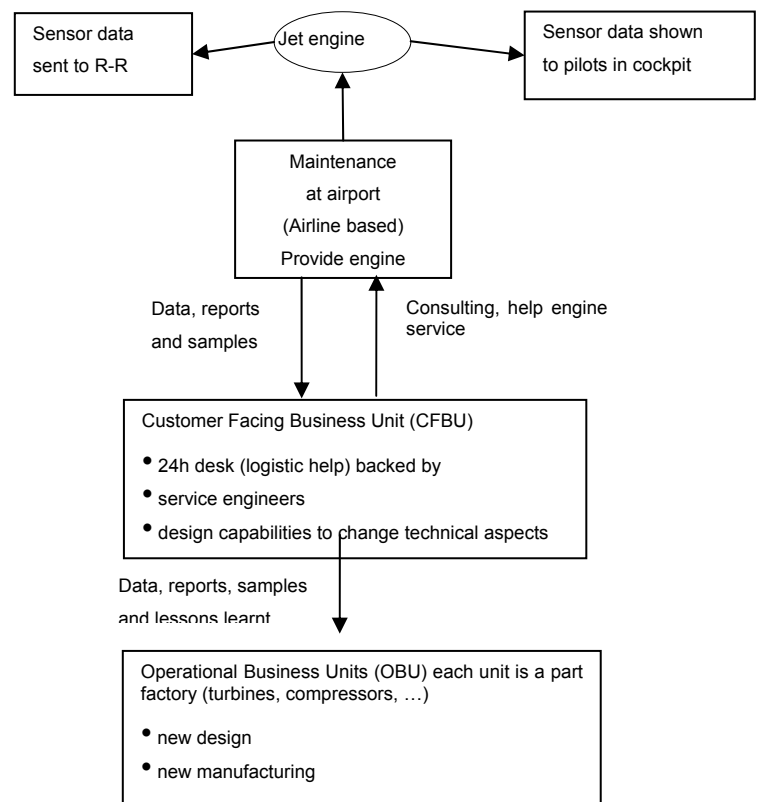 Sensor data
sent to R-R
Jet engine
Sensor data shown
to pilots in cockpit
Maintenance
at airport
(Airline based)
Provide engine
Data, reports
and samples
Consulting, help engine
service
Customer Facing Business Unit (CFBU)
• 24h desk (logistic help) backed by
• service engineers
• design capabilities to change technical aspects
Data, reports, samples
and lessons learnt
Operational Business Units (OBU) each unit is a part
factory (turbines, compressors, …)
• new design
• new manufacturing